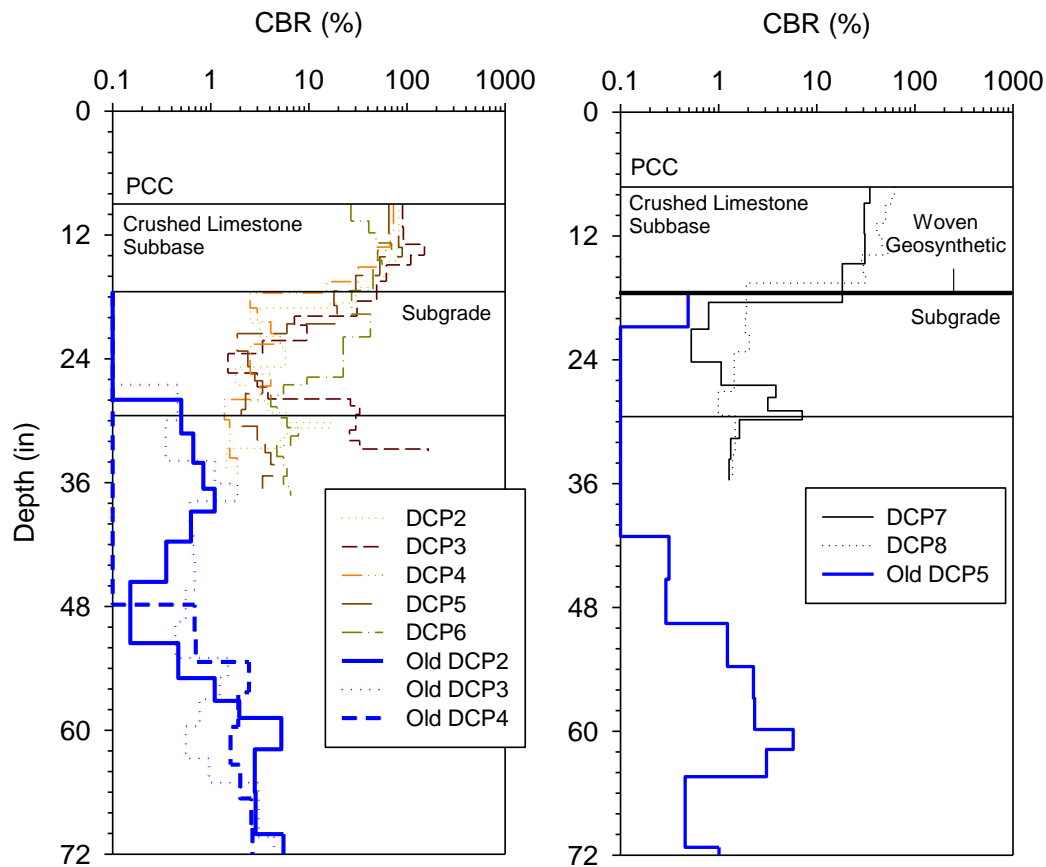 CBR (%)
0.1 1 10 100 1000
0
12
24
36
48
60
72
Depth (in)
PCC
Crushed Limestone
Subbase
Subgrade
DCP2
DCP3
DCP4
DCP5
DCP6
Old DCP2
Old DCP3
Old DCP4
CBR (%)
0.1 1 10 100 1000
0
12
24
36
48
60
72
PCC
Crushed Limestone
Subbase
Woven
Geosynthetic
Subgrade
DCP7
DCP8
Old DCP5